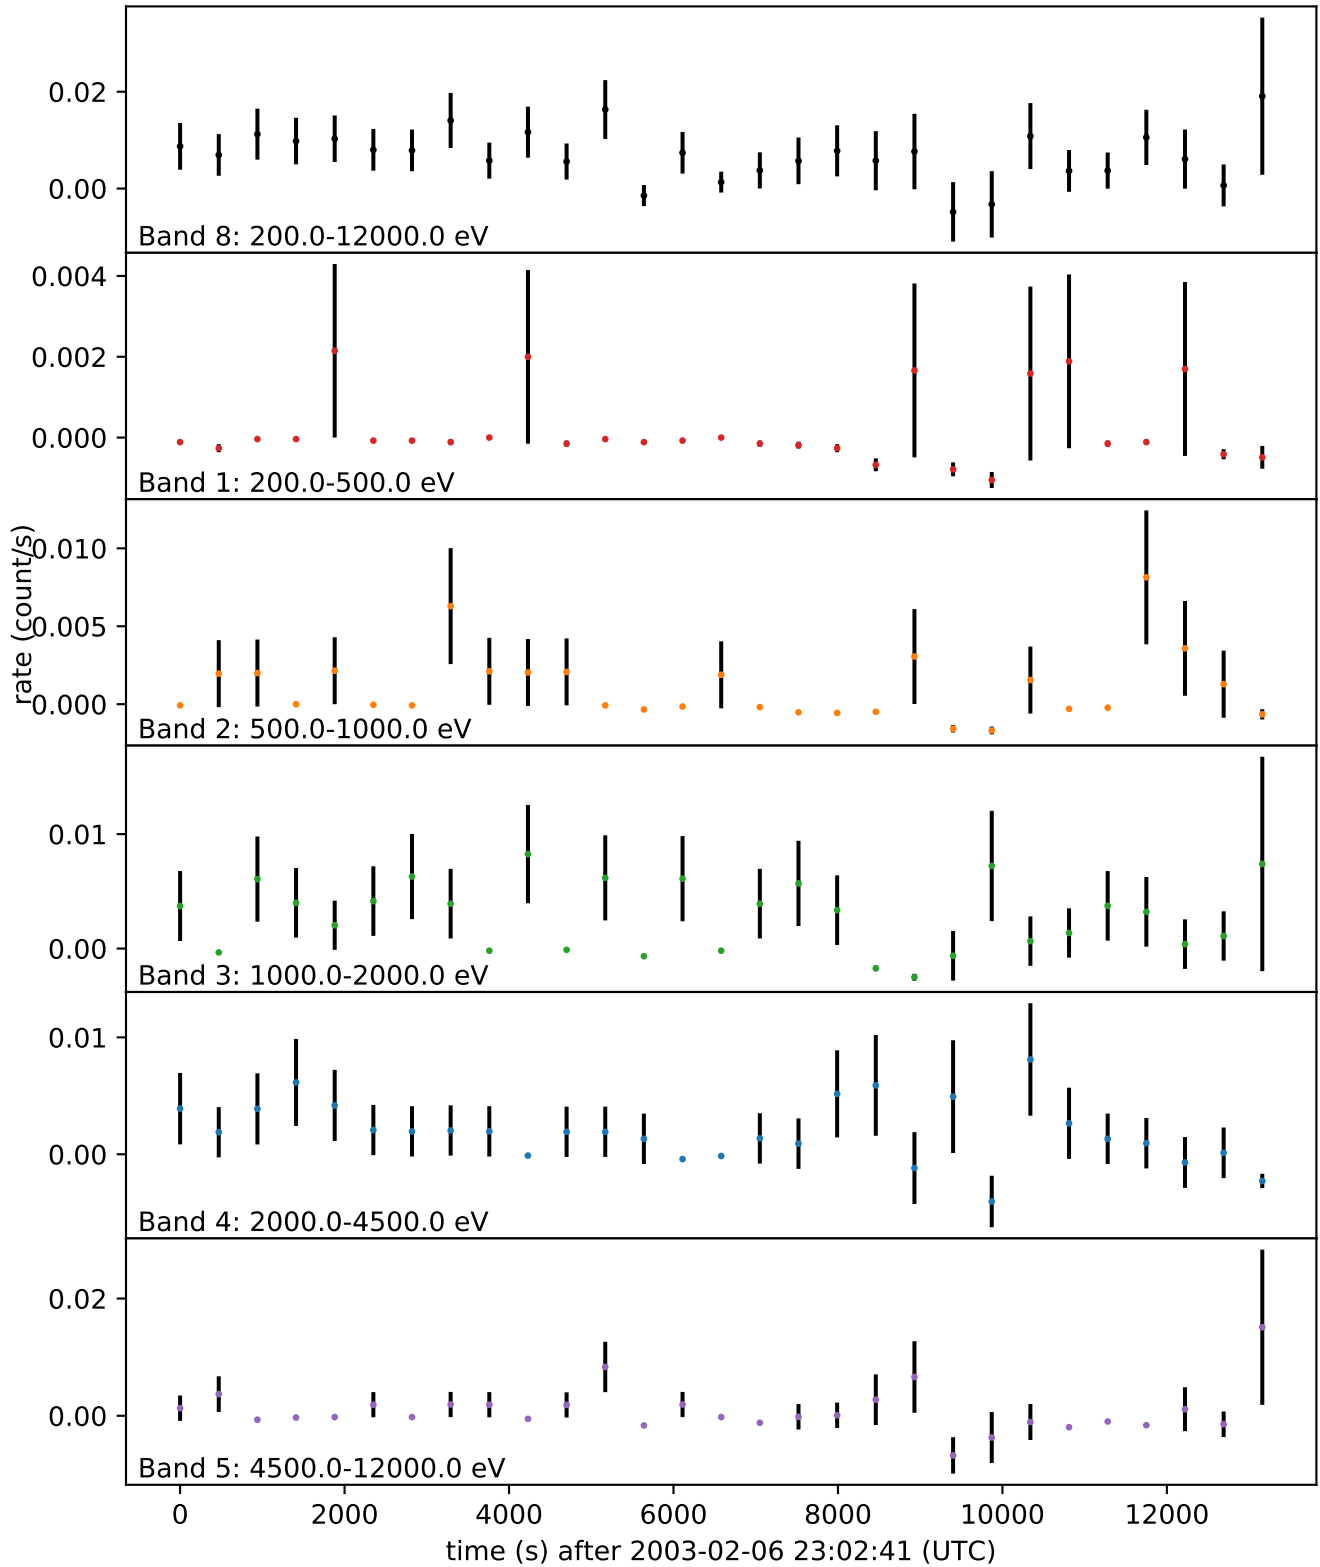 0.02
0.00
Band 8: 200.0-12000.0 eV
0.004
0.002
0.000
Band 1: 200.0-500.0 eV
rate (count/s)
0.010
0.005
0.000
Band 2: 500.0-1000.0 eV
0.01
0.00
Band 3: 1000.0-2000.0 eV
0.01
0.00
Band 4: 2000.0-4500.0 eV
0.02
0.00
Band 5: 4500.0-12000.0 eV
0 2000 4000 6000 8000 10000 12000
time (s) after 2003-02-06 23:02:41 (UTC)